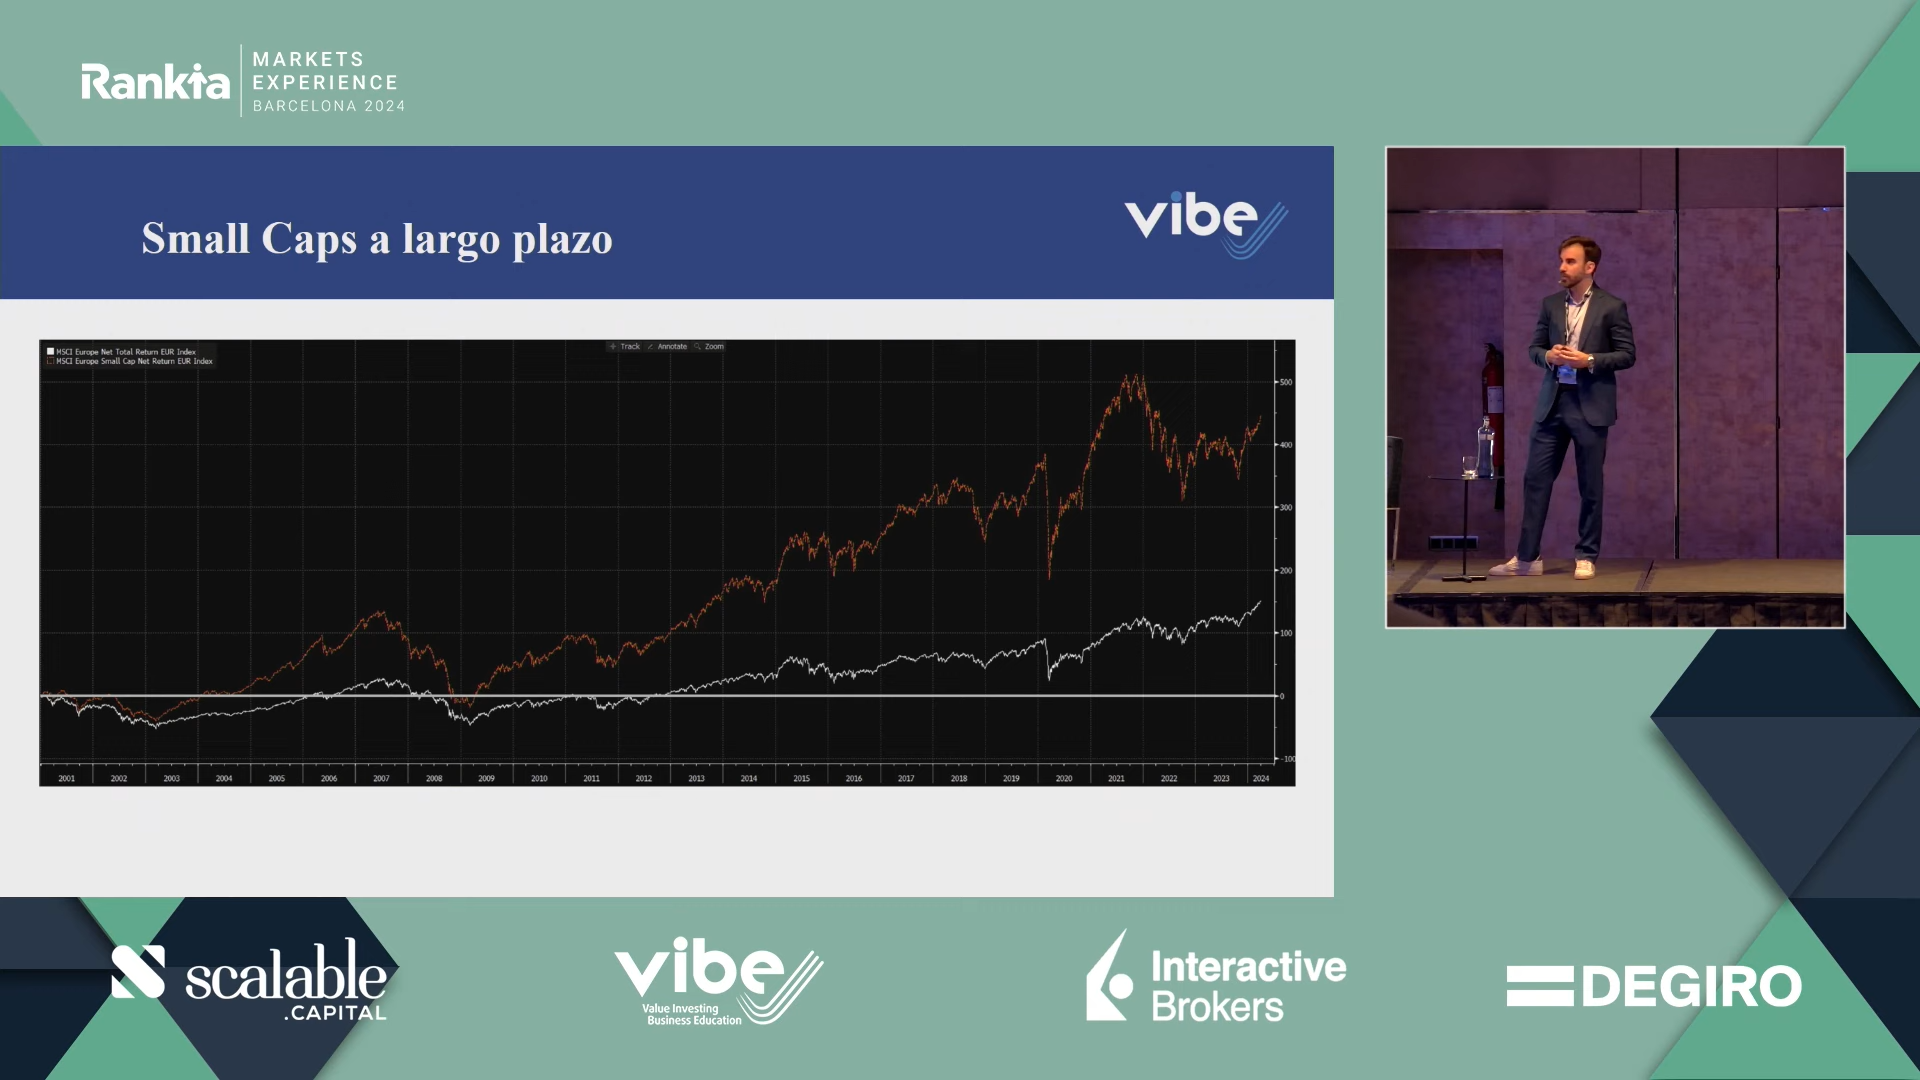 Rankia
MARKETS
EXPERIENCE
BARCELONA 2024
Small Caps a largo plazo
vibe
MSCI Europe Net Total Return EUR Index
MSCI Europe Small Cap Net Return EUR Index
Track Annotate Zoom
500
400
300
200
100
0
-100
2001 2002 2003 2004 2005 2006 2007 2008 2009 2010 2011 2012 2013 2014 2015 2016 2017 2018 2019 2020 2021 2022 2023 2024
scalable
.CAPITAL
vibe
Value Investing
Business Education
Interactive
Brokers
DEGIRO